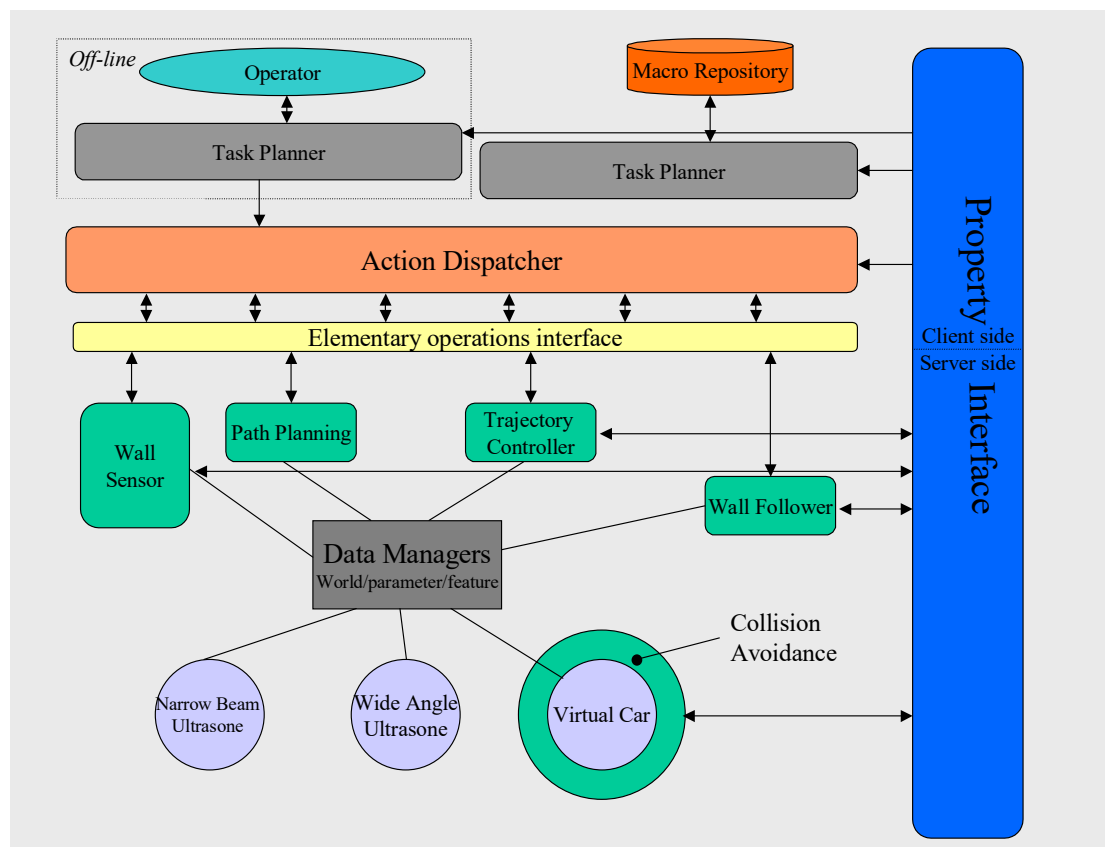 Off-line
Operator
Macro Repository
Task Planner
Task Planner
Property Interface
Action Dispatcher
Client side
Server side
Elementary operations interface
Wall
Sensor
Path Planning
Trajectory
Controller
Wall Follower
Data Managers
World/parameter/feature
Collision
Avoidance
Narrow Beam
Ultrasone
Wide Angle
Ultrasone
Virtual Car